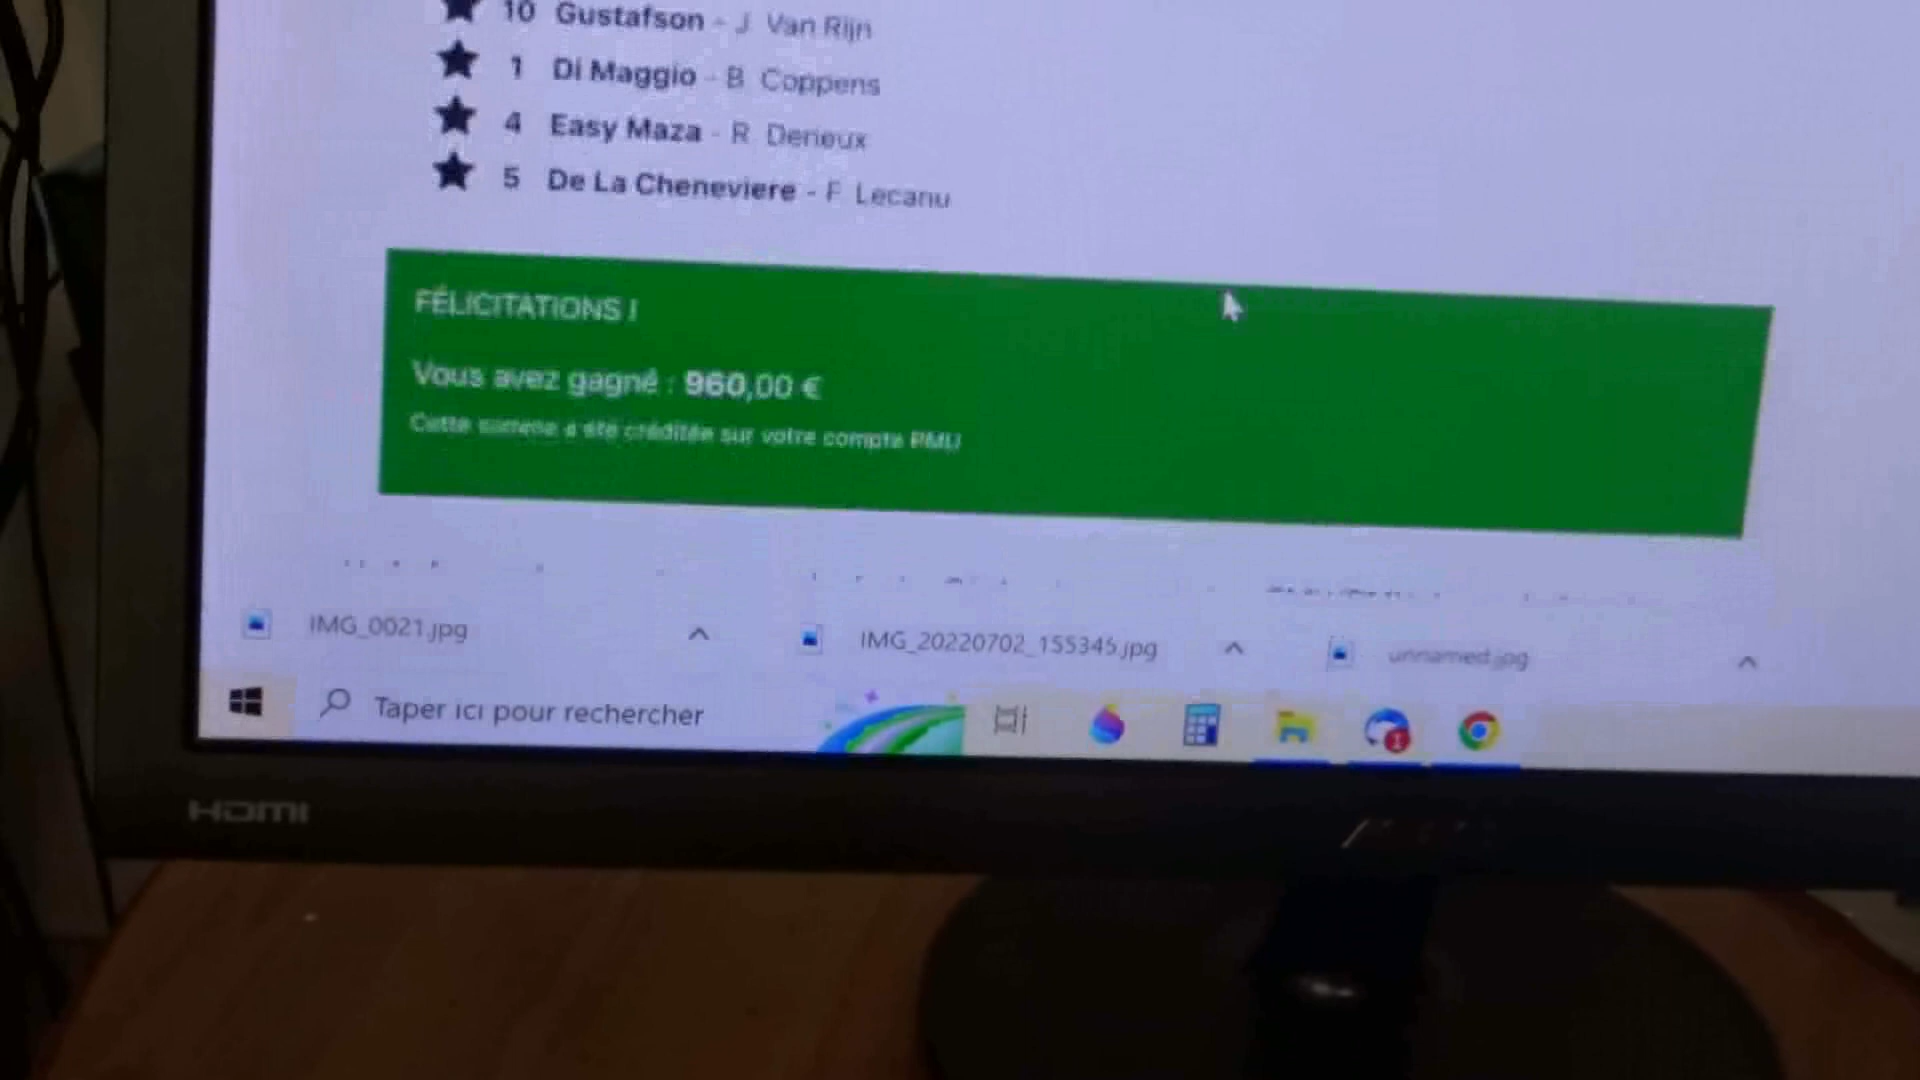 10 Gustafson - J Van Rijn
1 Di Maggio - B Coppens
4 Easy Maza - R Derieux
5 De La Cheneviere - F Lecanu
FÉLICITATIONS !
Vous avez gagné : 960,00 €
Cette somme a été créditée sur votre compte PMU
IMG_0021.jpg
IMG_20220702_155345.jpg
unnamed.jpg
Taper ici pour rechercher
1
HDMI